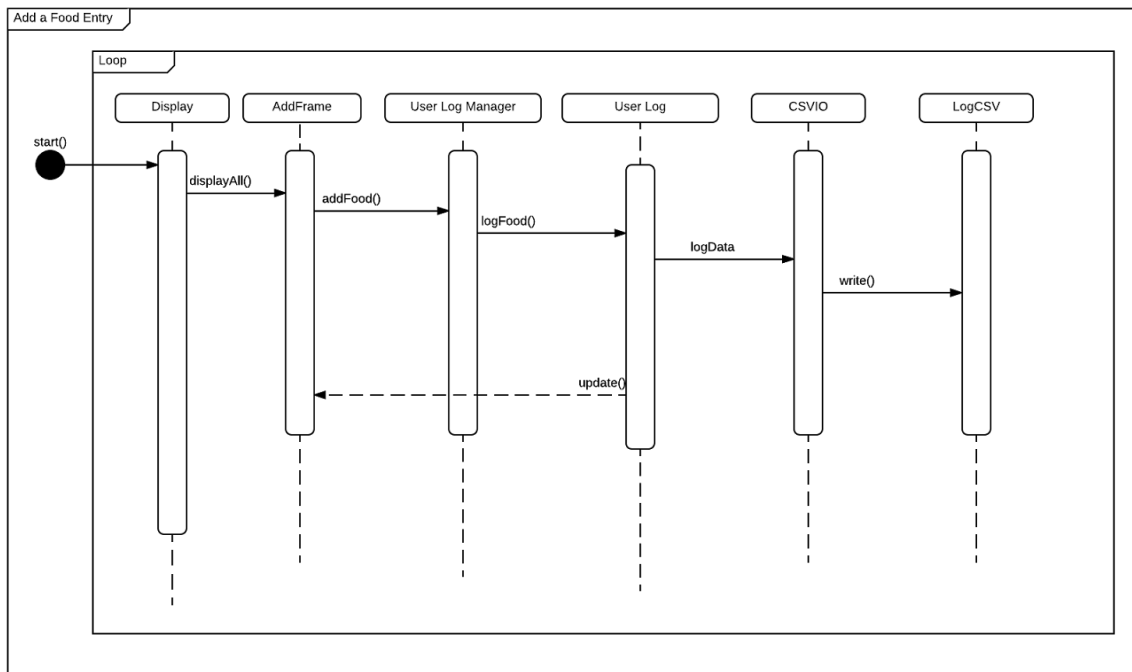 Add a Food Entry
Loop
Display
AddFrame
User Log Manager
User Log
CSVIO
LogCSV
start()
displayAll()
addFood()
logFood()
logData
write()
update()